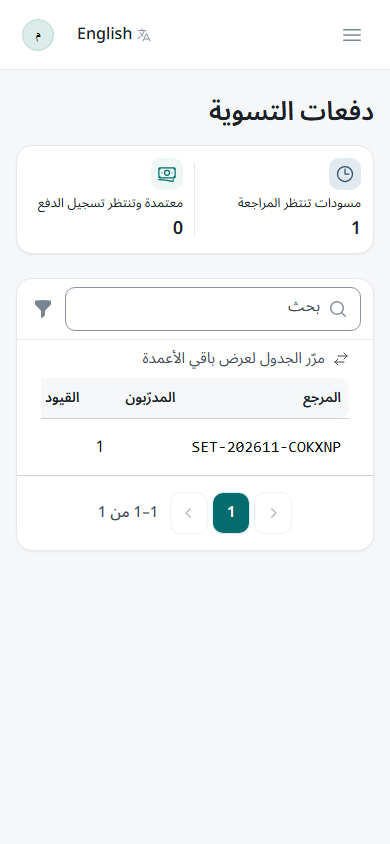 English
م
دفعات التسوية
مسودات تنتظر المراجعة
1
معتمدة وتنتظر تسجيل الدفع
0
بحث
مرّر الجدول لعرض باقي الأعمدة
المرجع المدرّبون القيود
SET-202611-COKXNP 1
1
1–1 من 1